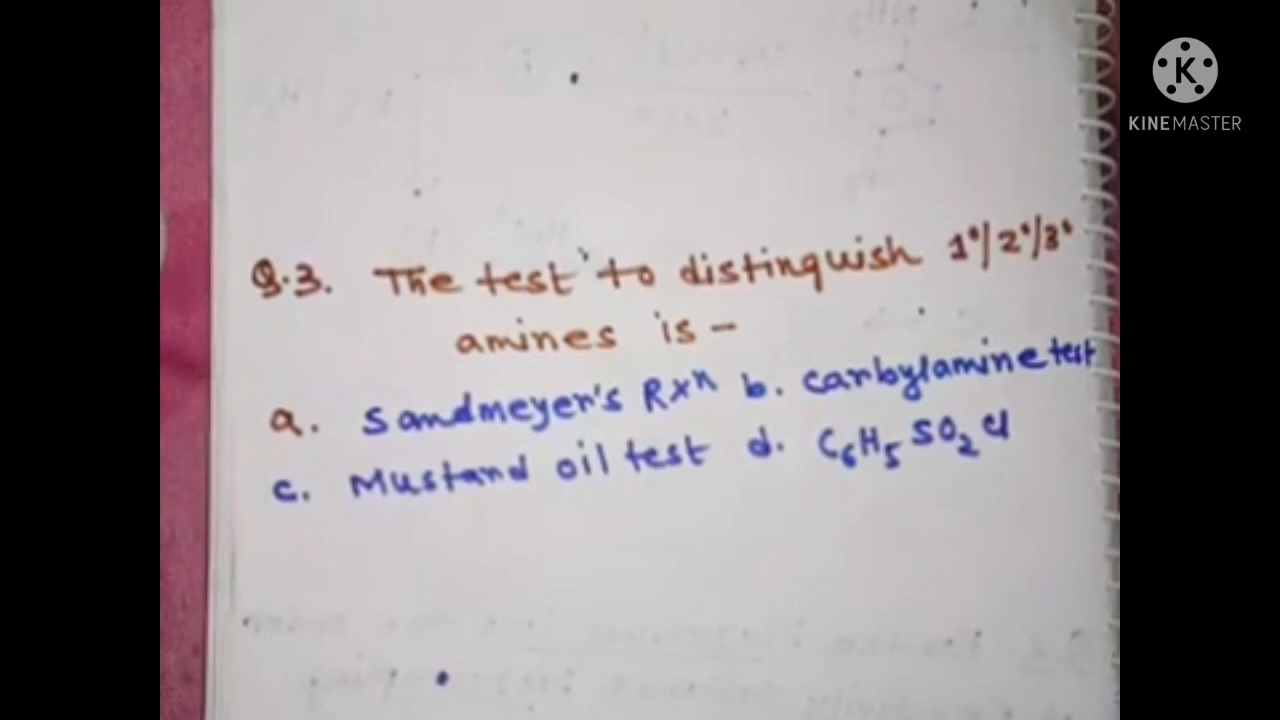 KINEMASTER
Q.3. The test to distinguish 1°/2°/3°
amines is -
a. Sandmeyer's Rxn b. carbylamine test
c. Mustard oil test d. C6H5SO2Cl